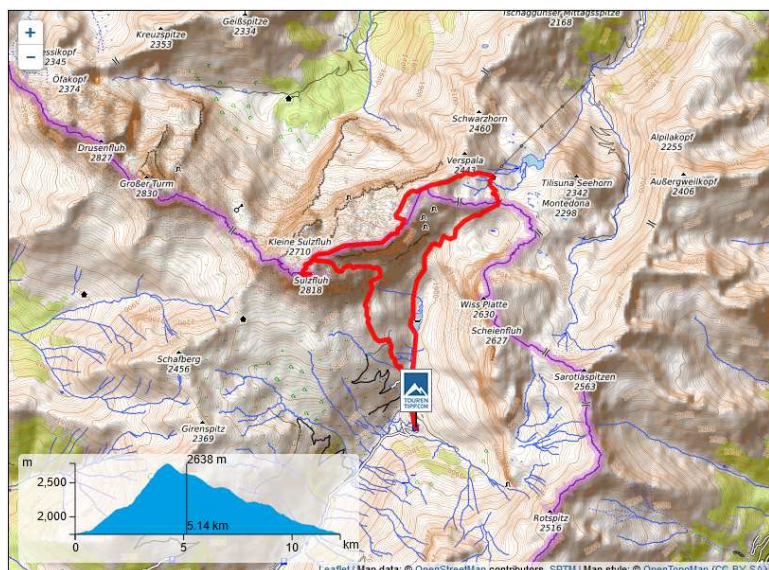 +
−
Geißspitze
2334
Kreuzspitze
2353
Tschaggunser Mittagsspitze
2168
essikopf
2345
Öfakopf
2374
Schwarzhorn
2460
Alpilakopf
2255
Drusenfluh
2827
Verspala
2443
Großer Turm
2830
Tilisuna Seehorn
2342
Außergweilkopf
2406
Montedona
2298
Kleine Sulzfluh
2710
Sulzfluh
2818
Wiss Platte
2630
Scheienfluh
2627
Schafberg
2456
Sarotlaspitzen
2563
TOUREN
TIPP.COM
Girenspitz
2369
m
2638 m
2,500
2,000
5.14 km
0
5
10
km
Rotspitz
2516
Leaflet | Map data: © OpenStreetMap contributors, SRTM | Map style: © OpenTopoMap (CC-BY-SA)